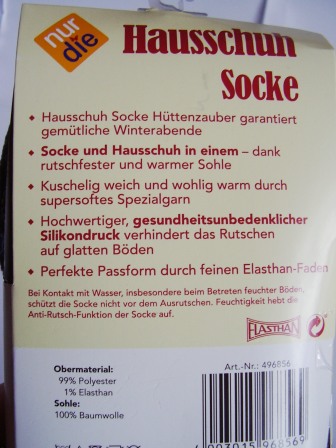 nur
die
Hausschuh
Socke
Hausschuh Socke Hüttenzauber garantiert
gemütliche Winterabende
Socke und Hausschuh in einem – dank
rutschfester und warmer Sohle
Kuschelig weich und wohlig warm durch
supersoftes Spezialgarn
Hochwertiger, gesundheitsunbedenklicher
Silikondruck verhindert das Rutschen
auf glatten Böden
Perfekte Passform durch feinen Elasthan-Faden
Bei Kontakt mit Wasser, insbesondere beim Betreten feuchter Böden,
schützt die Socke nicht vor dem Ausrutschen. Feuchtigkeit hebt die
Anti-Rutsch-Funktion der Socke auf.
ELASTHAN
Obermaterial:
99% Polyester
1% Elasthan
Sohle:
100% Baumwolle
Art.-Nr.: 496856
4003015968569